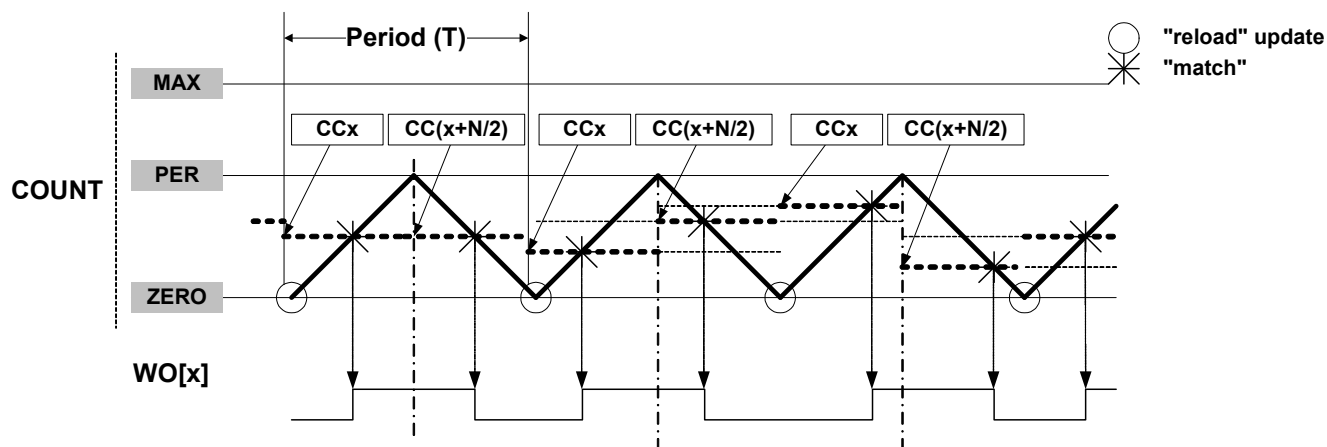 Period (T)
"reload" update
"match"
MAX
CCx
CC(x+N/2)
CCx
CC(x+N/2)
CCx
CC(x+N/2)
PER
COUNT
ZERO
WO[x]